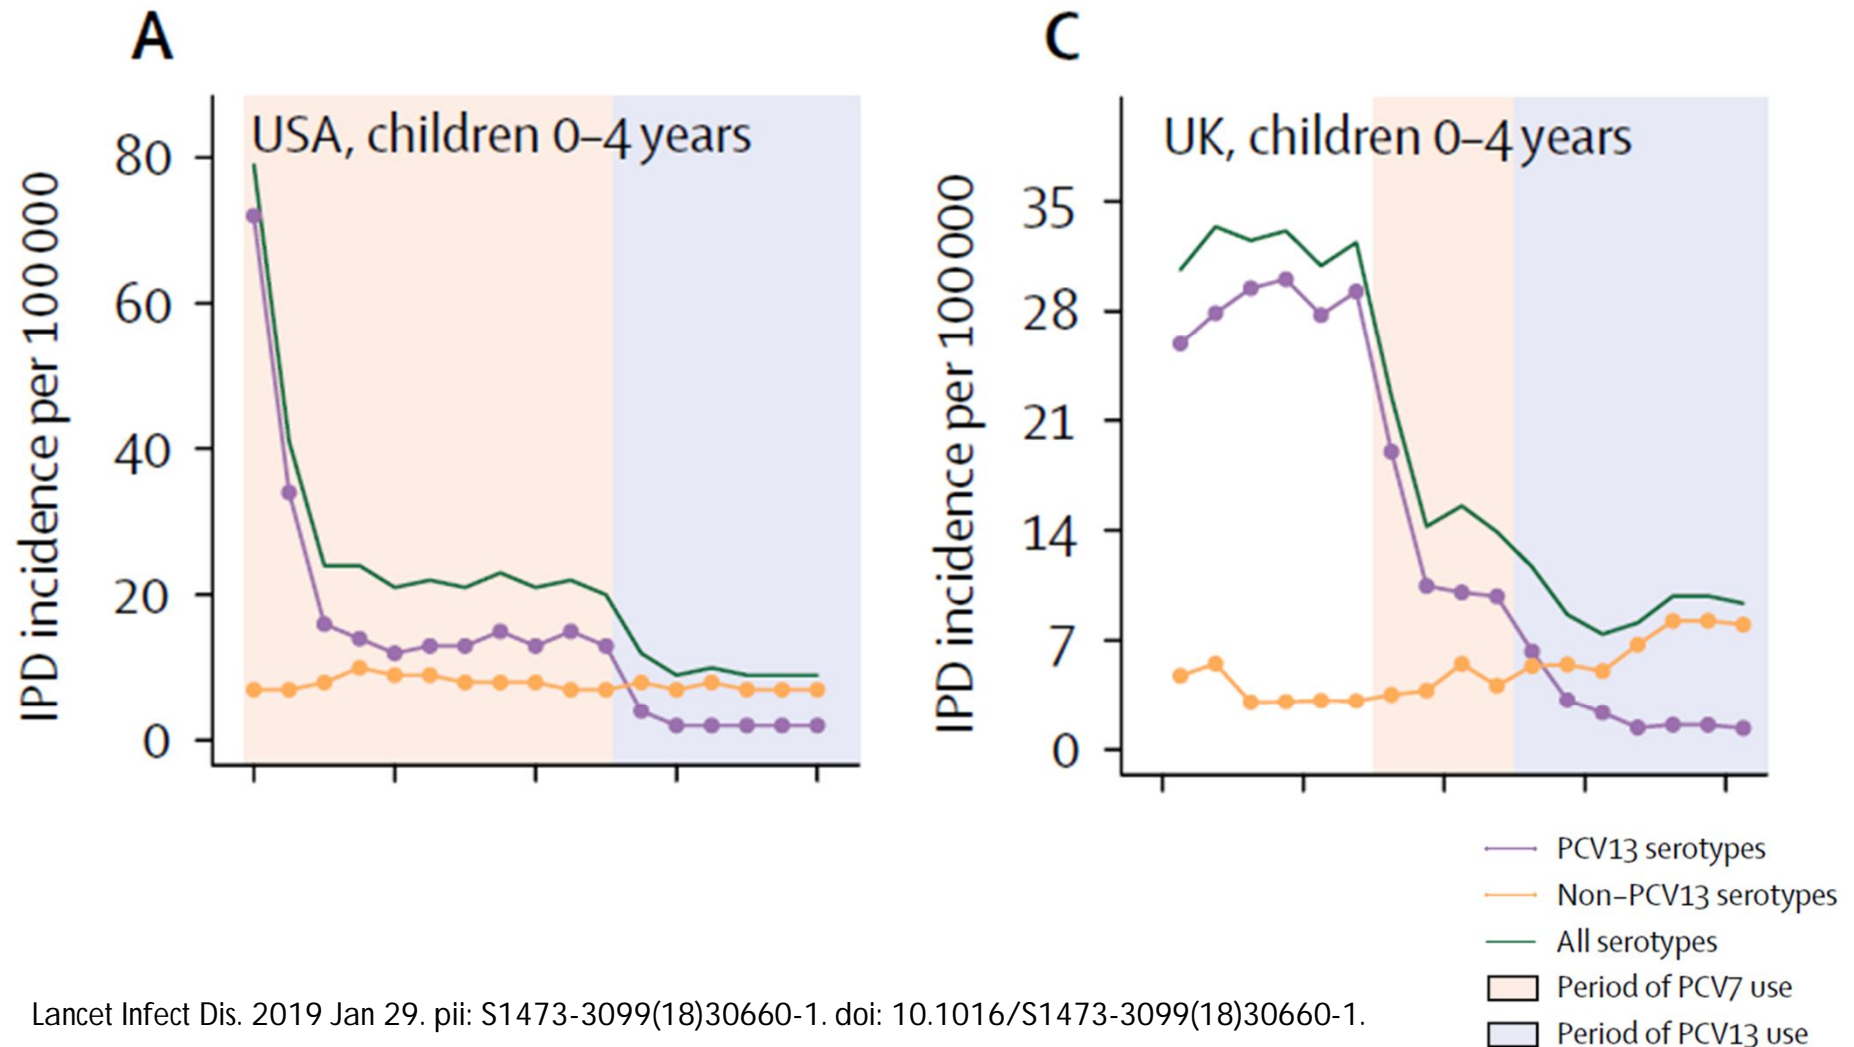 A
USA, children 0–4 years
IPD incidence per 100 000
80
60
40
20
0
C
UK, children 0–4 years
IPD incidence per 100 000
35
28
21
14
7
0
PCV13 serotypes
Non–PCV13 serotypes
All serotypes
Period of PCV7 use
Period of PCV13 use
Lancet Infect Dis. 2019 Jan 29. pii: S1473-3099(18)30660-1. doi: 10.1016/S1473-3099(18)30660-1.